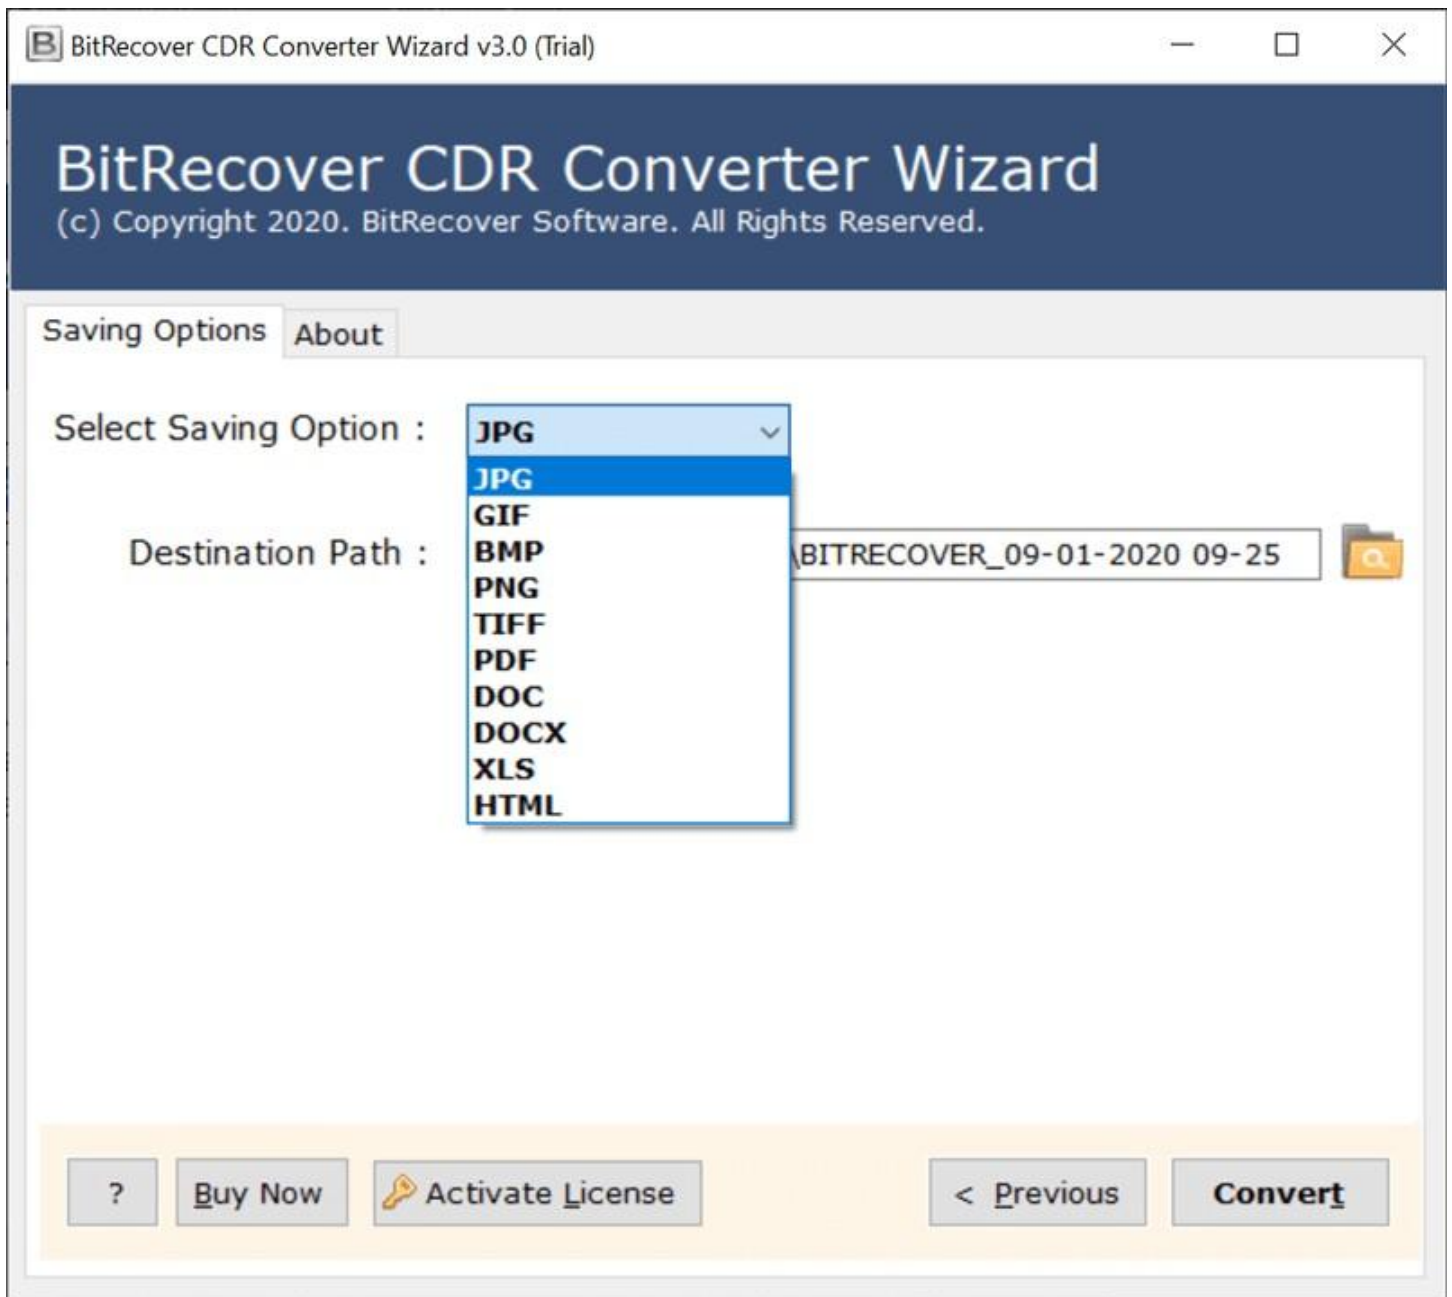 BitRecover CDR Converter Wizard v3.0 (Trial)
BitRecover CDR Converter Wizard
(c) Copyright 2020. BitRecover Software. All Rights Reserved.
Saving Options About
Select Saving Option : JPG
JPG
GIF
BMP
PNG
TIFF
PDF
DOC
DOCX
XLS
HTML
Destination Path : \BITRECOVER_09-01-2020 09-25
? Buy Now Activate License < Previous Convert